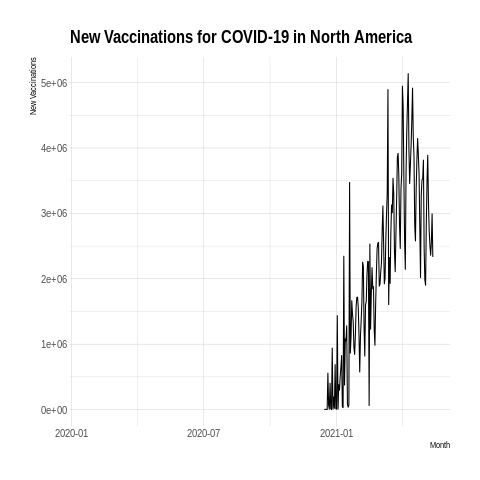 New Vaccinations for COVID-19 in North America
New Vaccinations
5e+06
4e+06
3e+06
2e+06
1e+06
0e+00
2020-01 2020-07 2021-01
Month